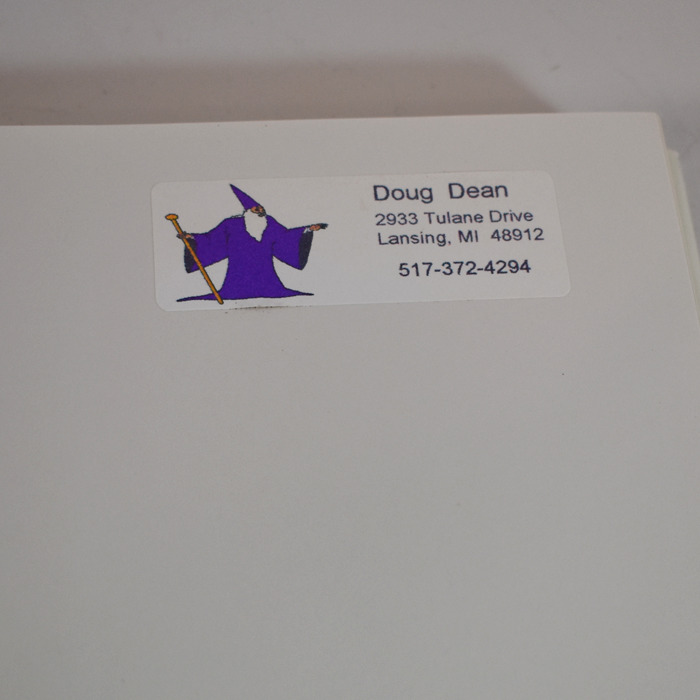 Doug Dean
2933 Tulane Drive
Lansing, MI 48912
517-372-4294